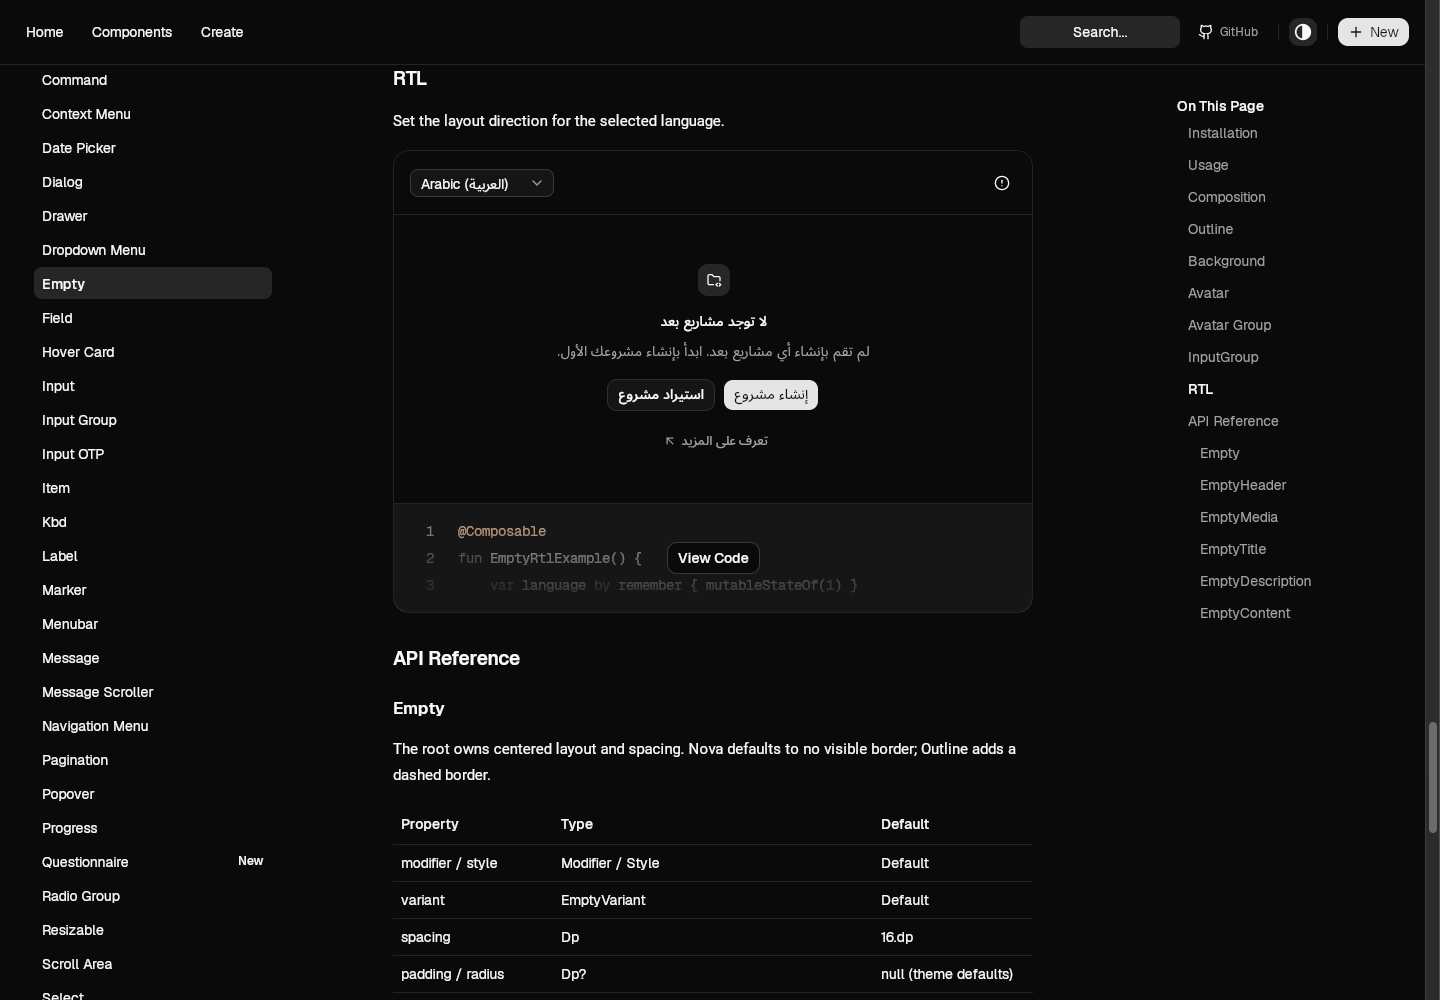 Home
Components
Create
Search...
GitHub
New
Command
Context Menu
Date Picker
Dialog
Drawer
Dropdown Menu
Empty
Field
Hover Card
Input
Input Group
Input OTP
Item
Kbd
Label
Marker
Menubar
Message
Message Scroller
Navigation Menu
Pagination
Popover
Progress
Questionnaire New
Radio Group
Resizable
Scroll Area
Select
RTL
Set the layout direction for the selected language.
Arabic (العربية)
لا توجد مشاريع بعد
لم تقم بإنشاء أي مشاريع بعد. ابدأ بإنشاء مشروعك الأول.
إنشاء مشروع
استيراد مشروع
تعرف على المزيد
1 @Composable
2 fun EmptyRtlExample() {
View Code
3 var language by remember { mutableStateOf(1) }
API Reference
Empty
The root owns centered layout and spacing. Nova defaults to no visible border; Outline adds a
dashed border.
Property Type Default
modifier / style Modifier / Style Default
variant EmptyVariant Default
spacing Dp 16.dp
padding / radius Dp? null (theme defaults)
On This Page
Installation
Usage
Composition
Outline
Background
Avatar
Avatar Group
InputGroup
RTL
API Reference
Empty
EmptyHeader
EmptyMedia
EmptyTitle
EmptyDescription
EmptyContent